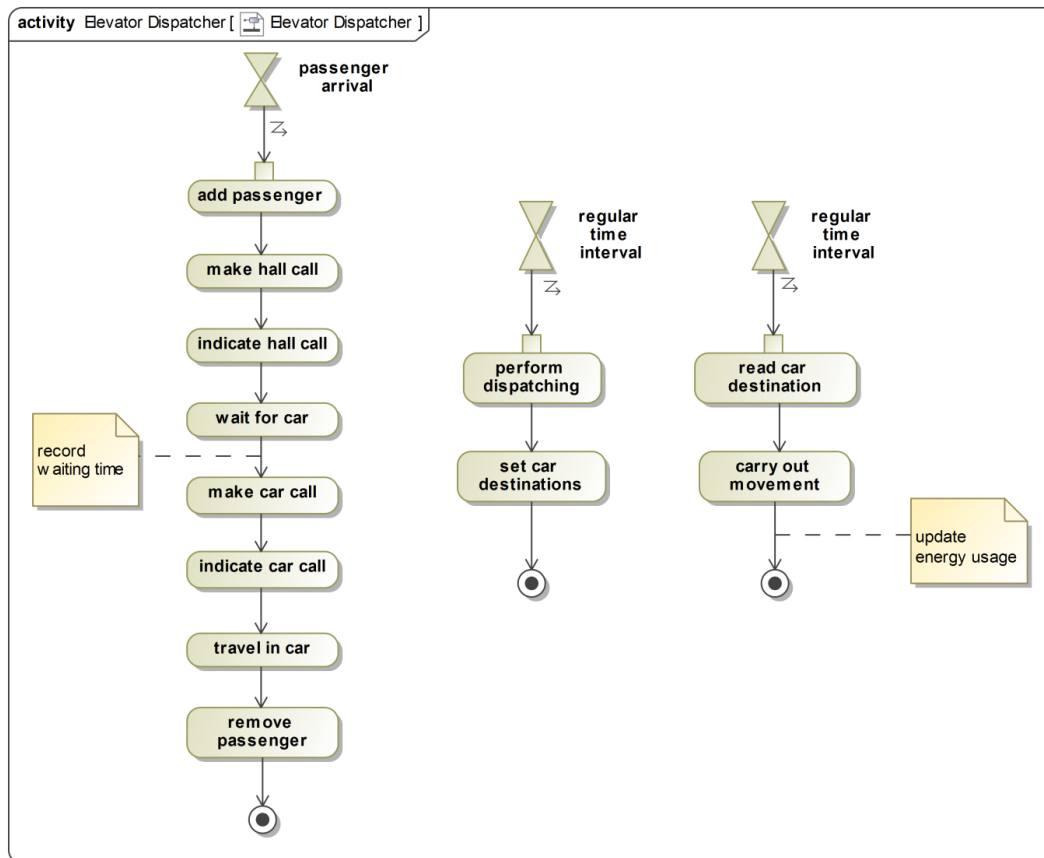 activity Elevator Dispatcher [ Elevator Dispatcher ]
passenger
arrival
add passenger
make hall call
indicate hall call
wait for car
record
waiting time
make car call
indicate car call
travel in car
remove
passenger
regular
time
interval
perform
dispatching
set car
destinations
regular
time
interval
read car
destination
carry out
movement
update
energy usage